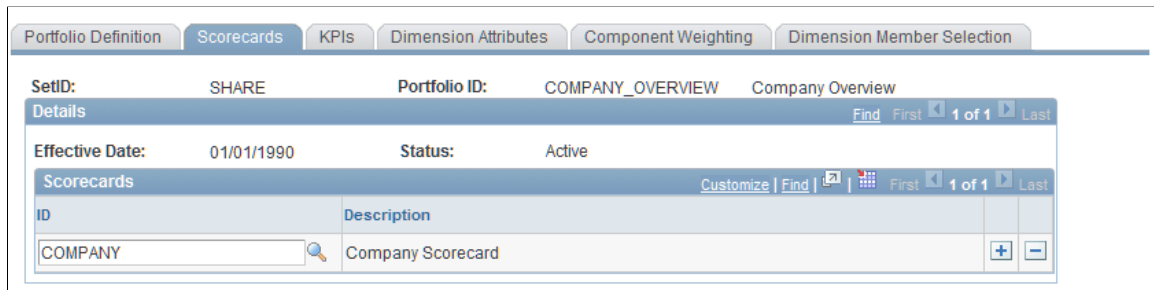 Portfolio Definition Scorecards KPIs Dimension Attributes Component Weighting Dimension Member Selection
SetID: SHARE Portfolio ID: COMPANY_OVERVIEW Company Overview
Details Find First 1 of 1 Last
Effective Date: 01/01/1990 Status: Active
Scorecards Customize | Find | | First 1 of 1 Last
ID Description
COMPANY Company Scorecard